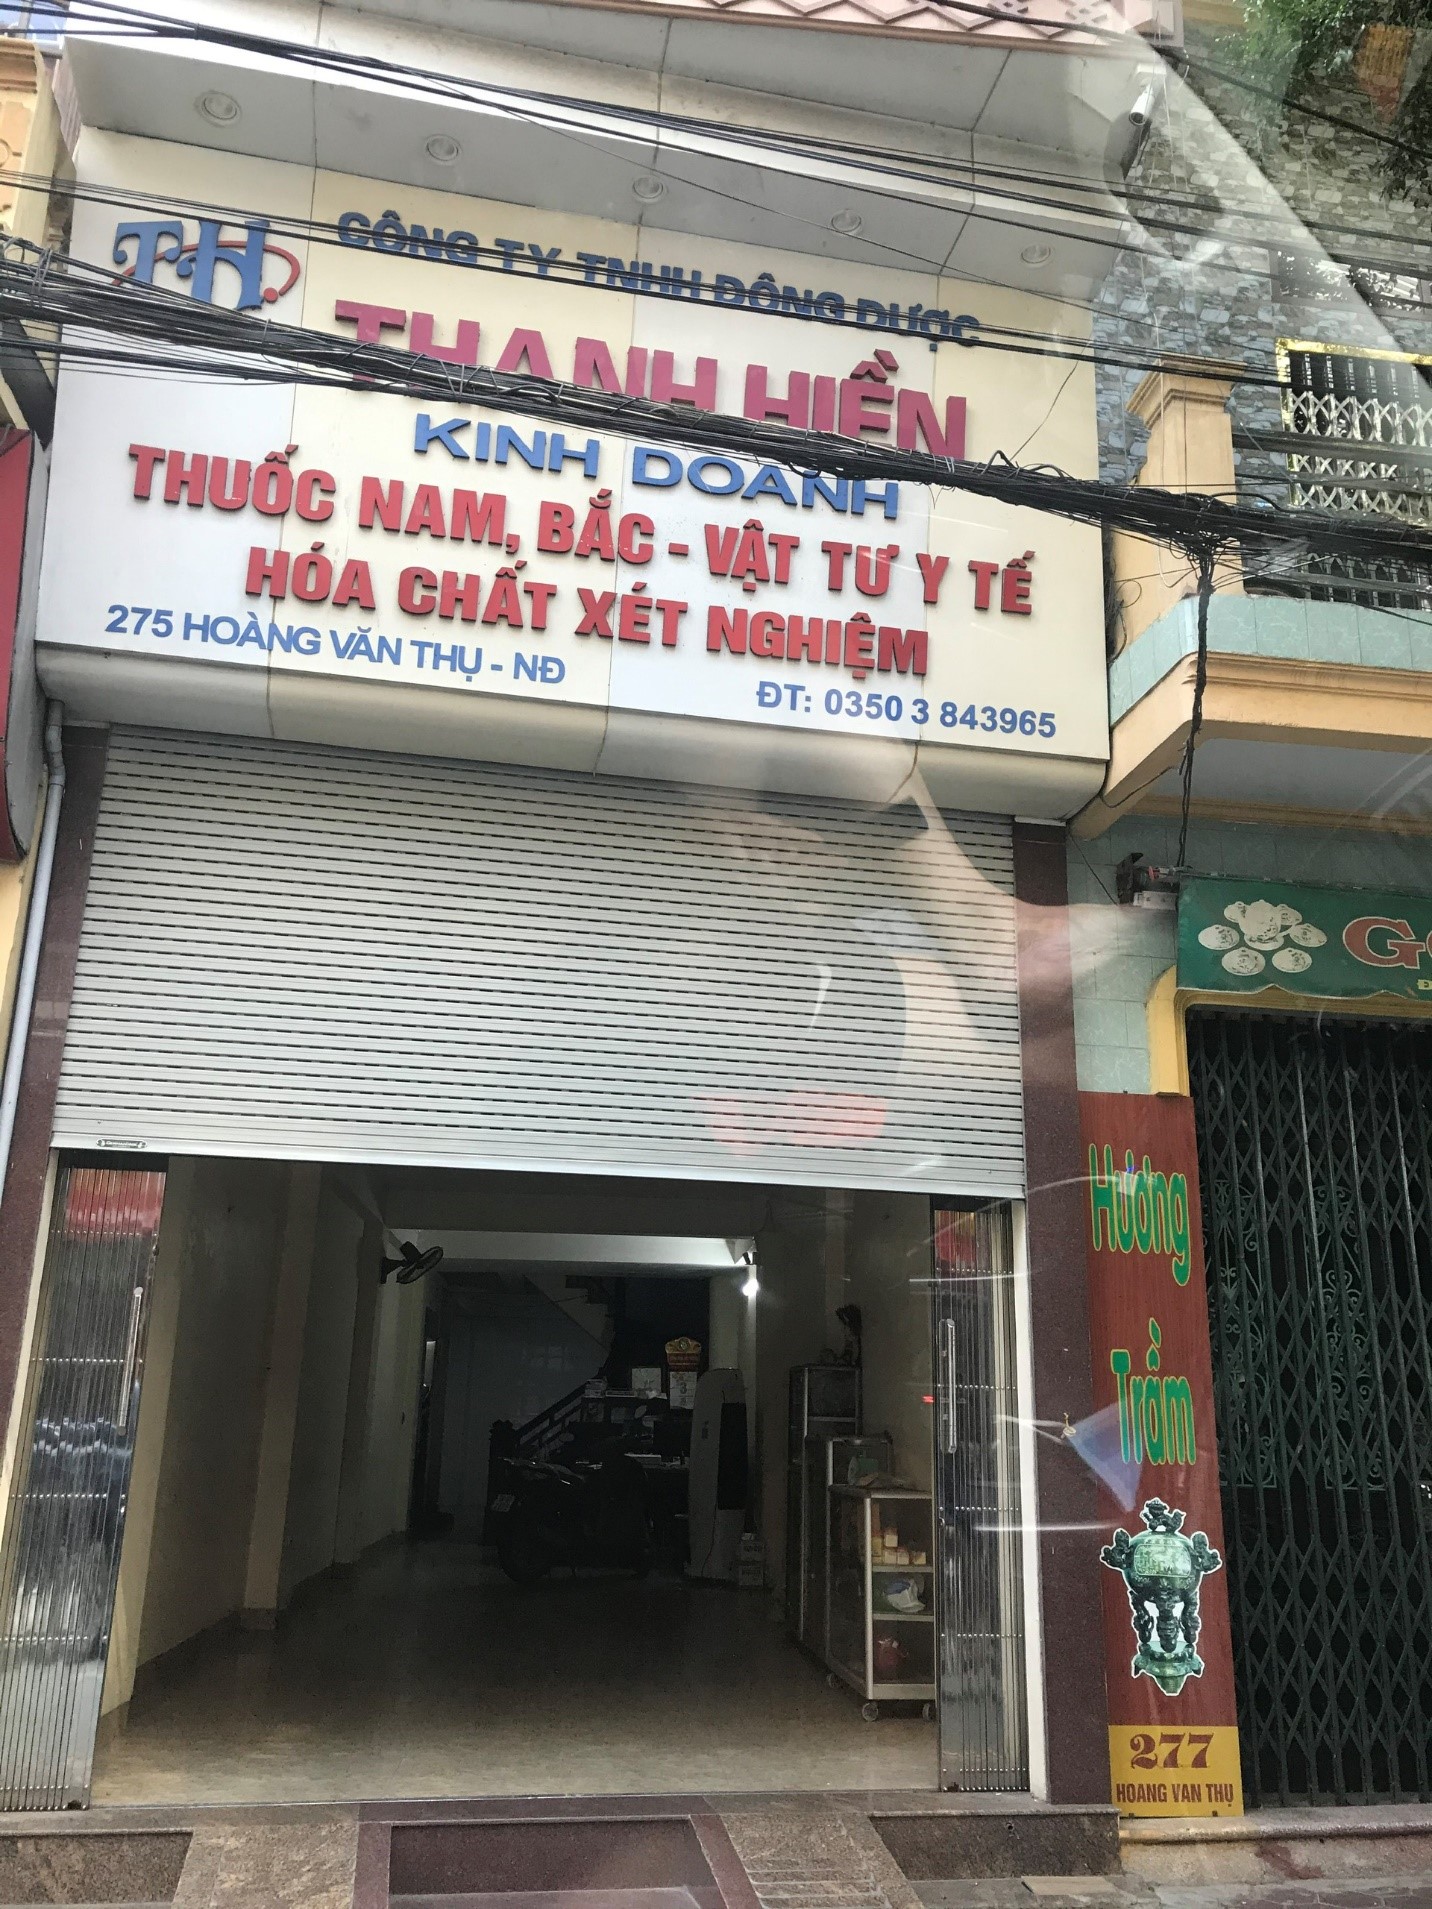 TH.
CÔNG TY TNHH ĐÔNG DƯỢC
THANH HIỀN
KINH DOANH
THUỐC NAM, BẮC - VẬT TƯ Y TẾ
HÓA CHẤT XÉT NGHIỆM
275 HOÀNG VĂN THỤ - NĐ
ĐT: 0350 3 843965
Hương
Trầm
277
HOANG VAN THỤ